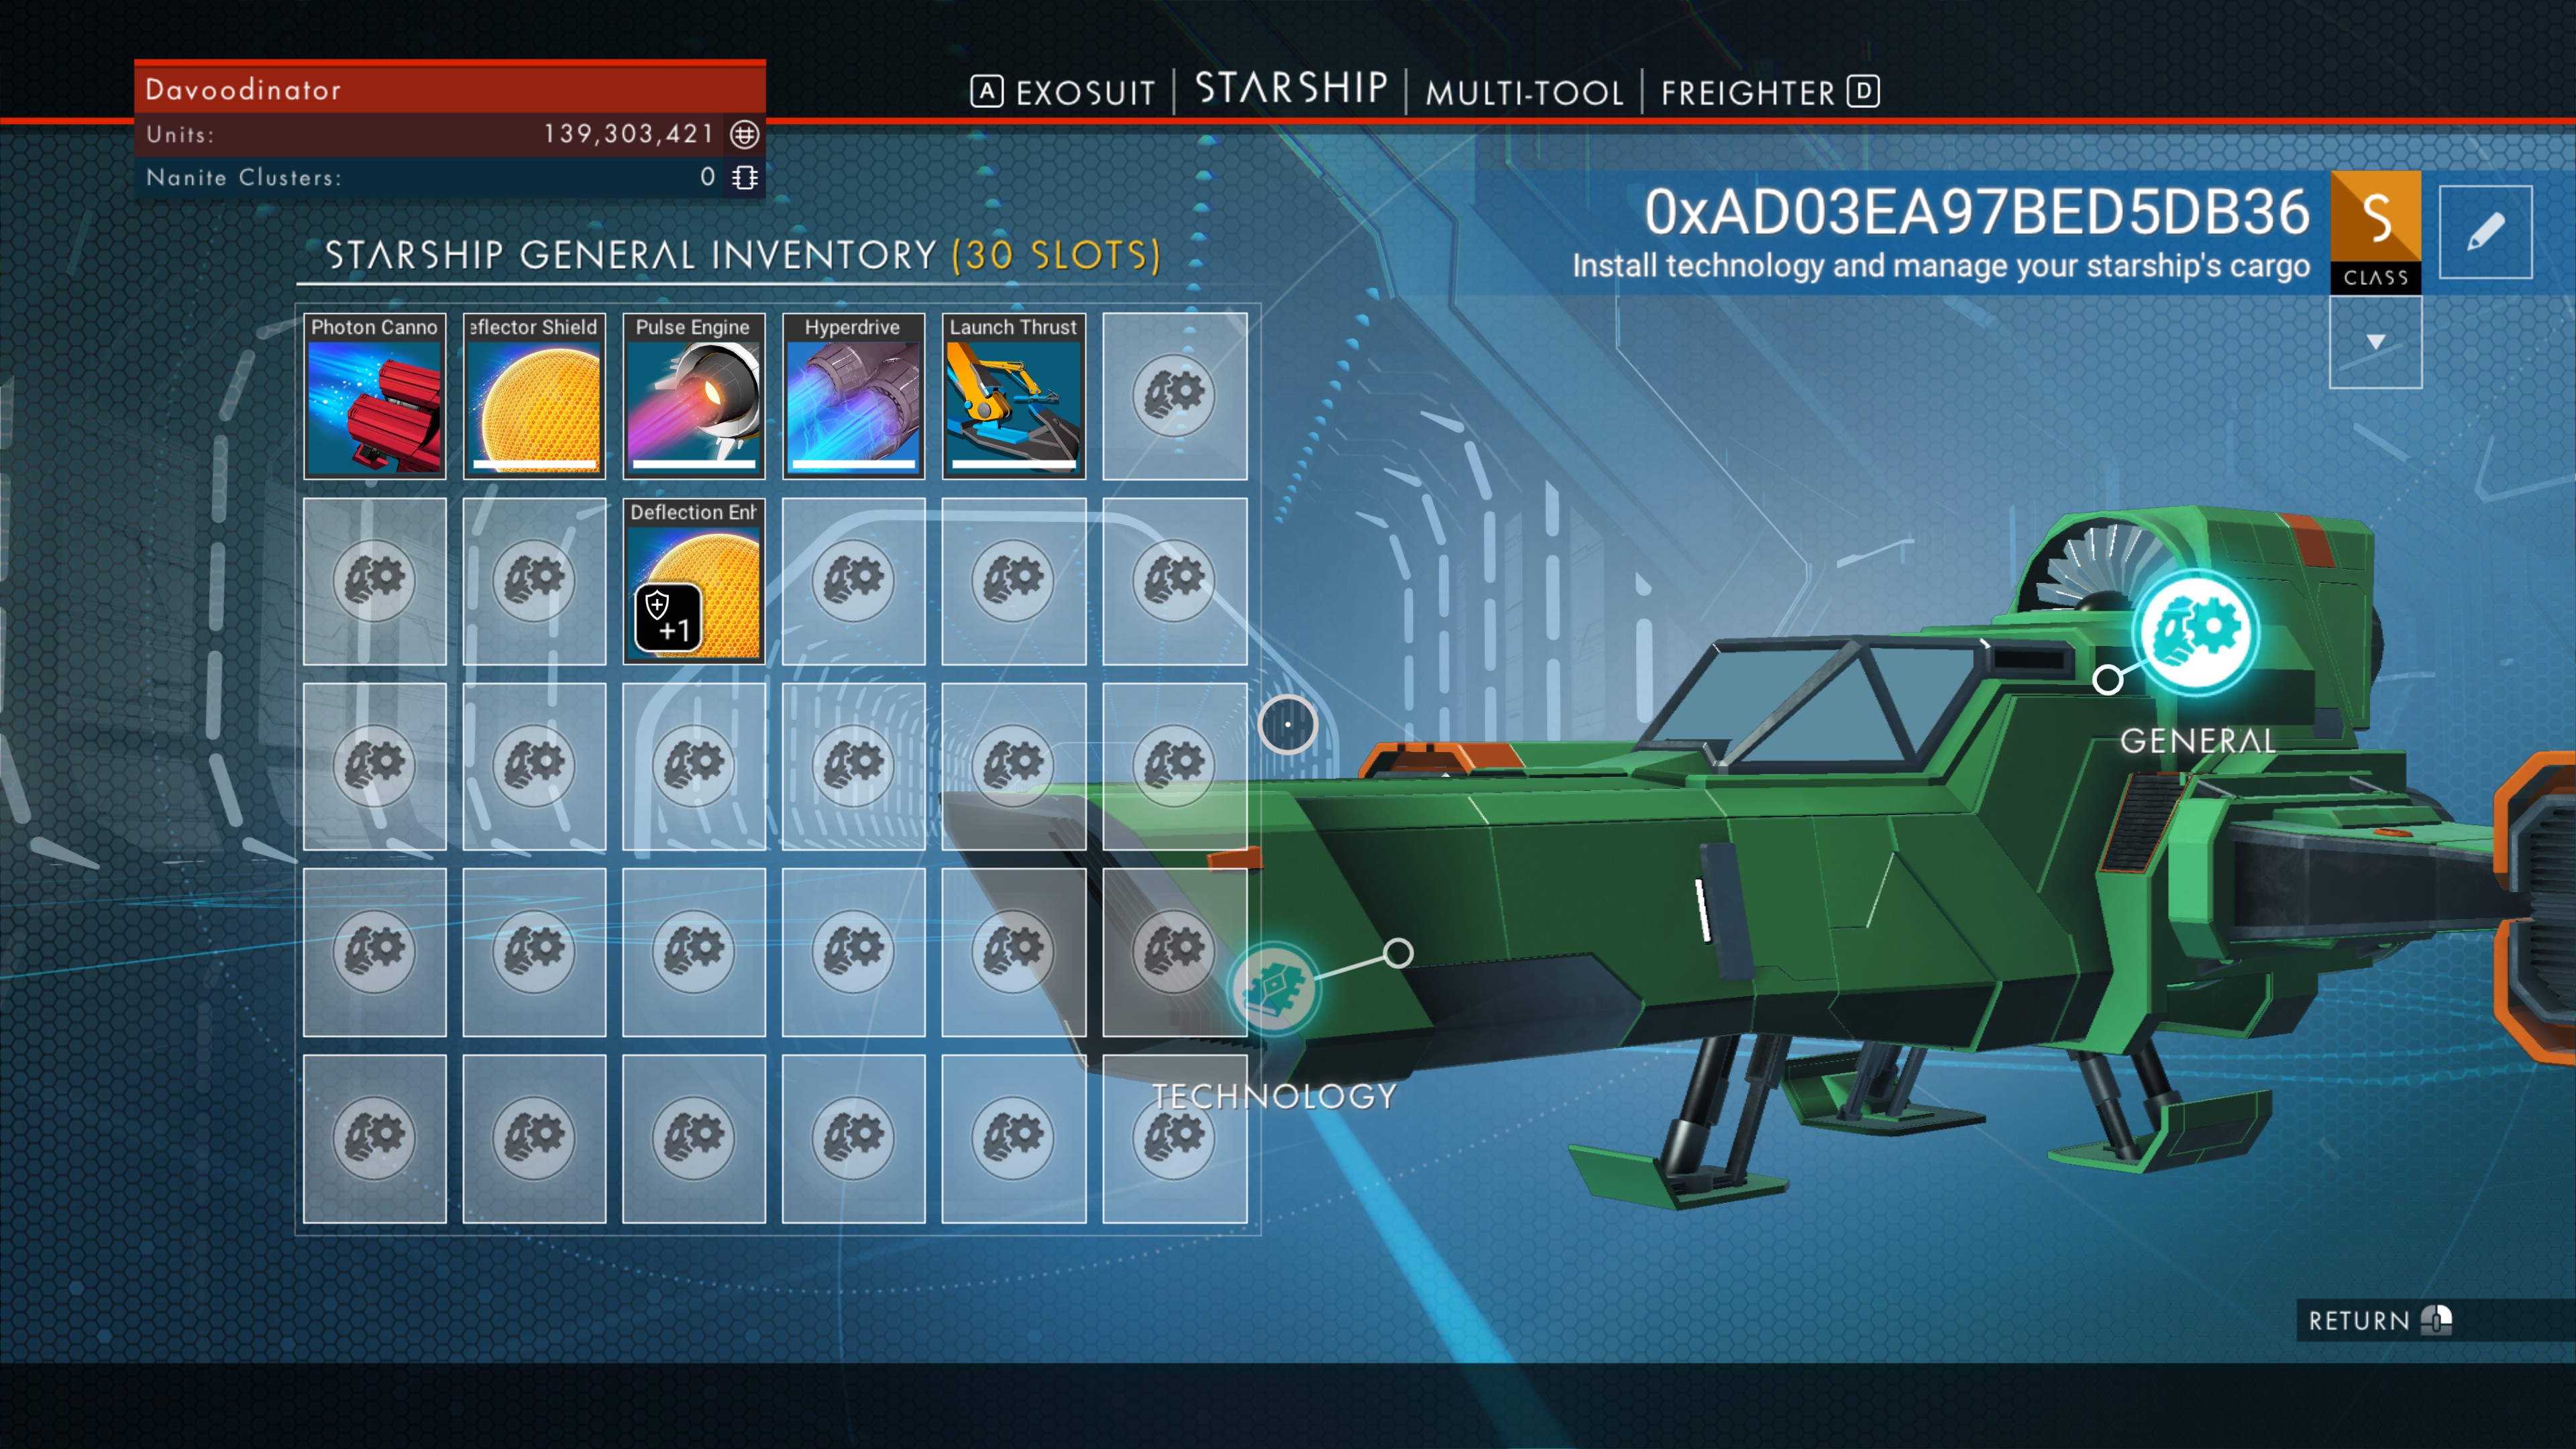 Davoodinator
Units: 139,303,421
Nanite Clusters: 0
A EXOSUIT STARSHIP MULTI-TOOL FREIGHTER D
STARSHIP GENERAL INVENTORY (30 SLOTS)
0xAD03EA97BED5DB36
Install technology and manage your starship's cargo
S
CLASS
Photon Canno
eflector Shield
Pulse Engine
Hyperdrive
Launch Thrust
Deflection Enh
+1
GENERAL
TECHNOLOGY
RETURN